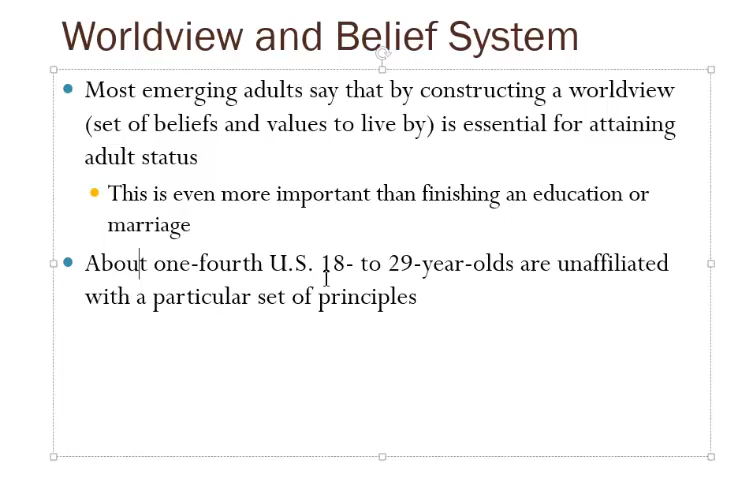 Worldview and Belief System
Most emerging adults say that by constructing a worldview
(set of beliefs and values to live by) is essential for attaining
adult status
This is even more important than finishing an education or
marriage
About one-fourth U.S. 18- to 29-year-olds are unaffiliated
with a particular set of principles